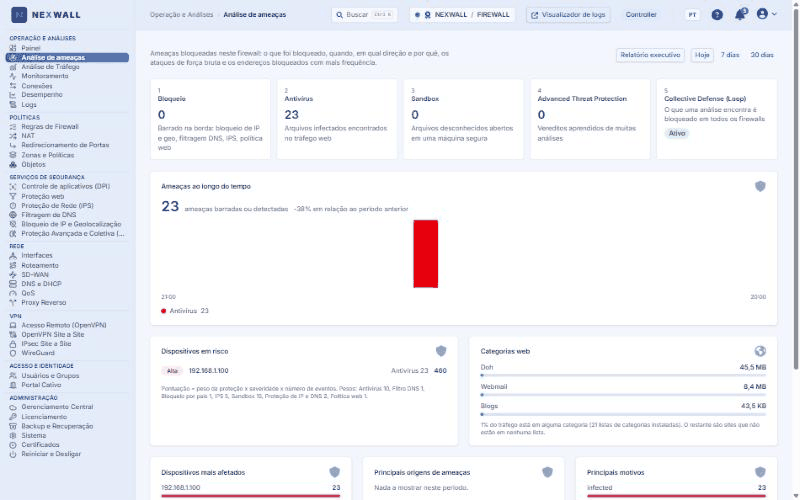 NEXWALL
Operação e Análises › Análise de ameaças
Buscar Ctrl K
NEXWALL / FIREWALL
Visualizador de logs
Controller
PT
OPERAÇÃO E ANÁLISES
Painel
Análise de ameaças
Análise de Tráfego
Monitoramento
Conexões
Desempenho
Logs
POLÍTICAS
Regras de Firewall
NAT
Redirecionamento de Portas
Zonas e Políticas
Objetos
SERVIÇOS DE SEGURANÇA
Controle de aplicativos (DPI)
Proteção web
Proteção de Rede (IPS)
Filtragem de DNS
Bloqueio de IP e Geolocalização
Proteção Avançada e Coletiva (...
REDE
Interfaces
Roteamento
SD-WAN
DNS e DHCP
QoS
Proxy Reverso
VPN
Acesso Remoto (OpenVPN)
OpenVPN Site a Site
IPsec Site a Site
WireGuard
ACESSO E IDENTIDADE
Usuários e Grupos
Portal Cativo
ADMINISTRAÇÃO
Gerenciamento Central
Licenciamento
Backup e Recuperação
Sistema
Certificados
Reiniciar e Desligar
Ameaças bloqueadas neste firewall: o que foi bloqueado, quando, em qual direção e por quê, os
ataques de força bruta e os endereços bloqueados com mais frequência.
Relatório executivo
Hoje
7 dias
30 dias
1
Bloqueio
0
Barrado na borda: bloqueio de IP
e geo, filtragem DNS, IPS, política
web
2
Antivírus
23
Arquivos infectados encontrados
no tráfego web
3
Sandbox
0
Arquivos desconhecidos abertos
em uma máquina segura
4
Advanced Threat Protection
0
Vereditos aprendidos de muitas
análises
5
Collective Defense (Loop)
O que uma análise encontra é
bloqueado em todos os firewalls
Ativo
Ameaças ao longo do tempo
23 ameaças barradas ou detectadas -38% em relação ao período anterior
21:00
20:00
Antivírus 23
Dispositivos em risco
Alta 192.168.1.100 Antivírus 23 460
Pontuação = peso da proteção x severidade x número de eventos. Pesos: Antivírus 10, Filtro DNS 1,
Bloqueio por país 1, IPS 5, Sandbox 10, Proteção de IP e DNS 2, Política web 1.
Categorias web
Doh 45,5 MB
Webmail 8,4 MB
Blogs 43,5 KB
1% do tráfego está em alguma categoria (21 listas de categorias instaladas). O restante são sites que não
estão em nenhuma lista.
Dispositivos mais afetados
192.168.1.100 23
Principais origens de ameaças
Nada a mostrar neste período.
Principais motivos
infected 23